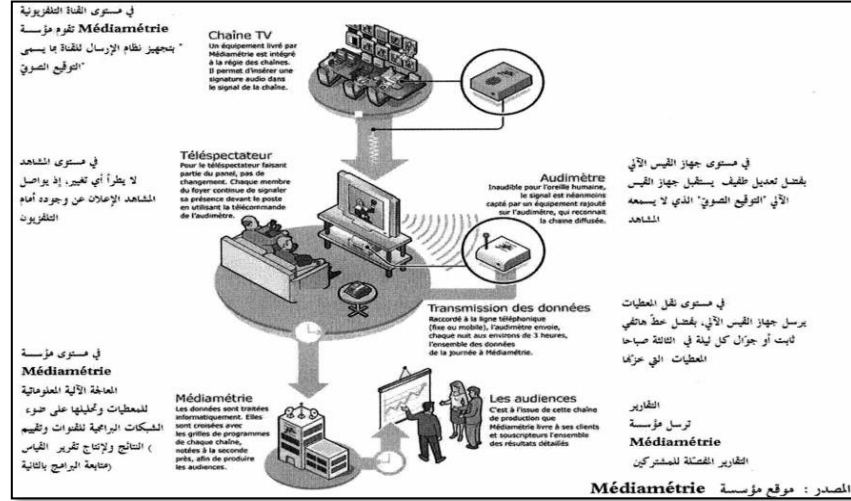 في مستوى القناة التلفزيونية
Médiamétrie تقوم مؤسسة
" بتجهيز نظام الإرسال للقناة بما يسمى
"التوقيع الصوتي
Chaîne TV
Un équipement livré par
Médiamétrie est intégré
à la régie des chaînes.
Il permet d'insérer une
signature audio dans
le signal de la chaîne.
في مستوى المشاهد
لا يطرأ أي تغيير، إذ يواصل
المشاهد الإعلان عن وجوده أمام
التلفزيون
Téléspectateur
Pour le téléspectateur faisant
partie du panel, pas de
changement. Chaque membre
du foyer continue de signaler
sa présence devant le poste
en utilisant la télécommande
de l'audimètre.
Audimètre
Inaudible pour l'oreille humaine,
le signal est néanmoins
capté par un équipement rajouté
sur l'audimètre, qui reconnait
la chaine diffusée.
في مستوى جهاز القيس الآلي
بفضل تعديل طفيف يستقبل جهاز القيس
الآلي "التوقيع الصوتي" الذي لا يسمعه
المشاهد
Transmission des données
Raccordé à la ligne téléphonique
(fixe ou mobile), l'audimètre envoie,
chaque nuit aux environs de 3 heures,
l'ensemble des données
de la journée à Médiamétrie.
في مستوى نقل المعطيات
يرسل جهاز القيس الآلي، بفضل خطّ هاتفي
ثابت أو جوّال كل ليلة في الثالثة صباحا
المعطيات التي خزّنها
في مستوى مؤسسة
Médiamétrie
المعالجة الآلية المعلوماتية
للمعطيات وتحليلها على ضوء
الشبكات البرامجية للقنوات وتقييم
) النتائج ولإنتاج تقرير القياس
(متابعة البرامج بالثانية
Médiamétrie
Les données sont traitées
informatiquement. Elles
sont croisées avec
les grilles de programmes
de chaque chaîne,
notées à la seconde
près, afin de produire
les audiences.
Les audiences
C'est à l'issue de cette chaîne
de production que
Médiamétrie livre à ses clients
et souscripteurs l'ensemble
des résultats détaillés
التقارير
ترسل مؤسسة
Médiamétrie
التقارير المفصّلة للمشتركين
المصدر : موقع مؤسسة Médiamétrie